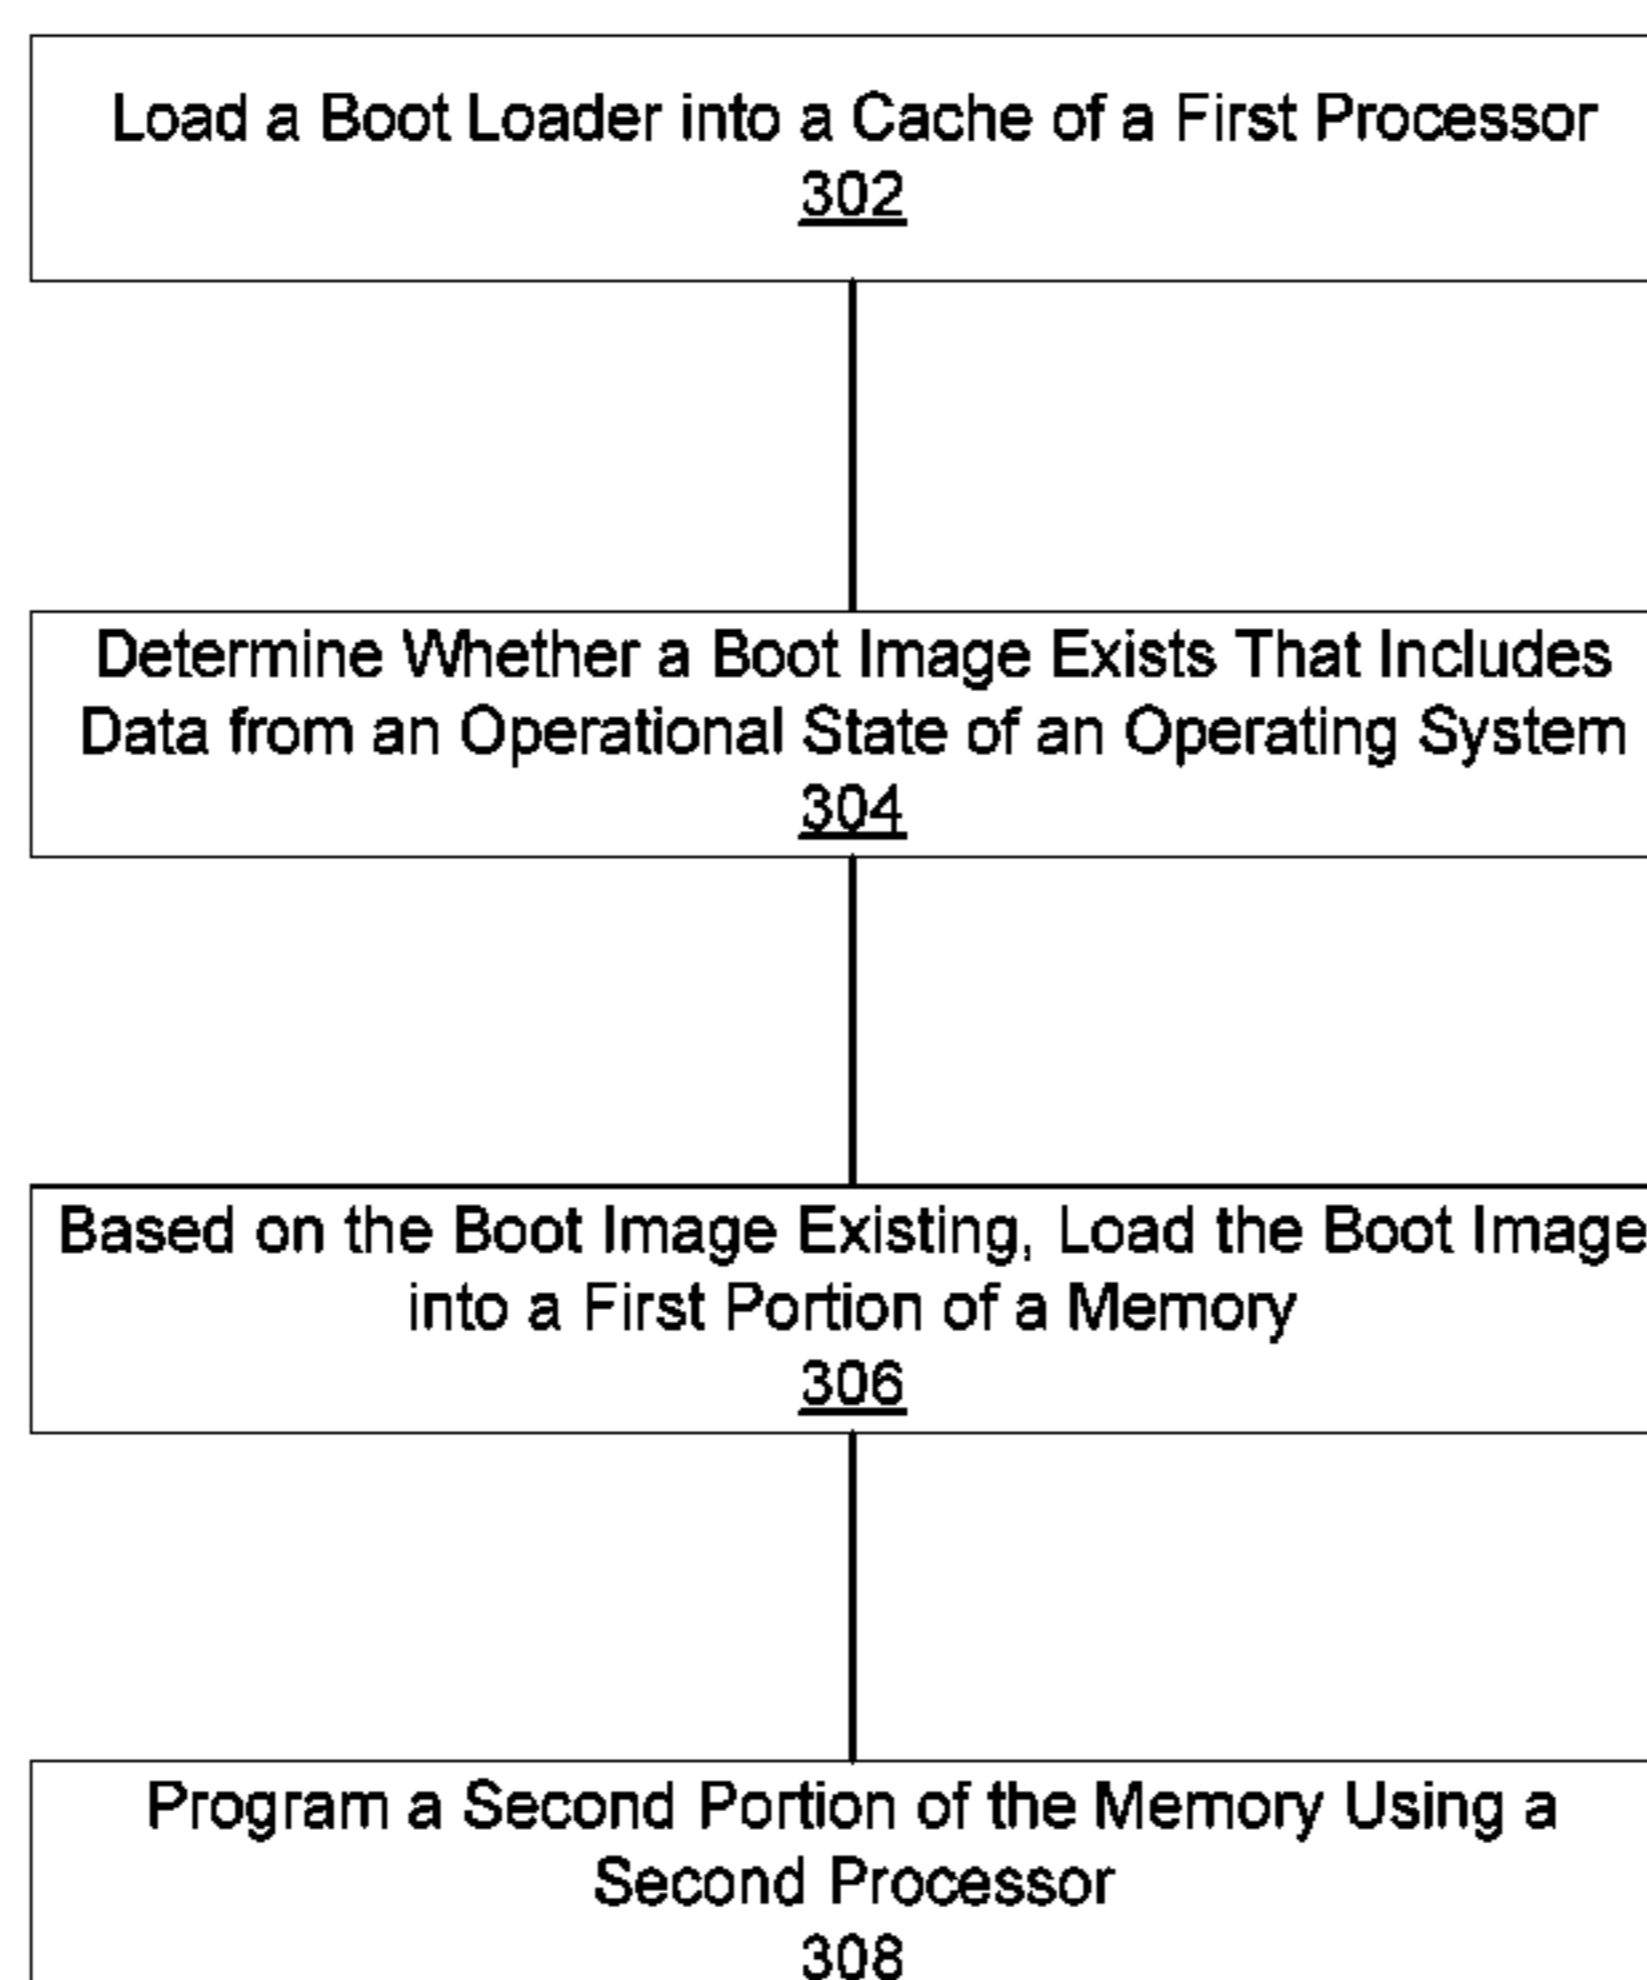 Load a Boot Loader into a Cache of a First Processor
302
Determine Whether a Boot Image Exists That Includes
Data from an Operational State of an Operating System
304
Based on the Boot Image Existing, Load the Boot Image
into a First Portion of a Memory
306
Program a Second Portion of the Memory Using a
Second Processor
308